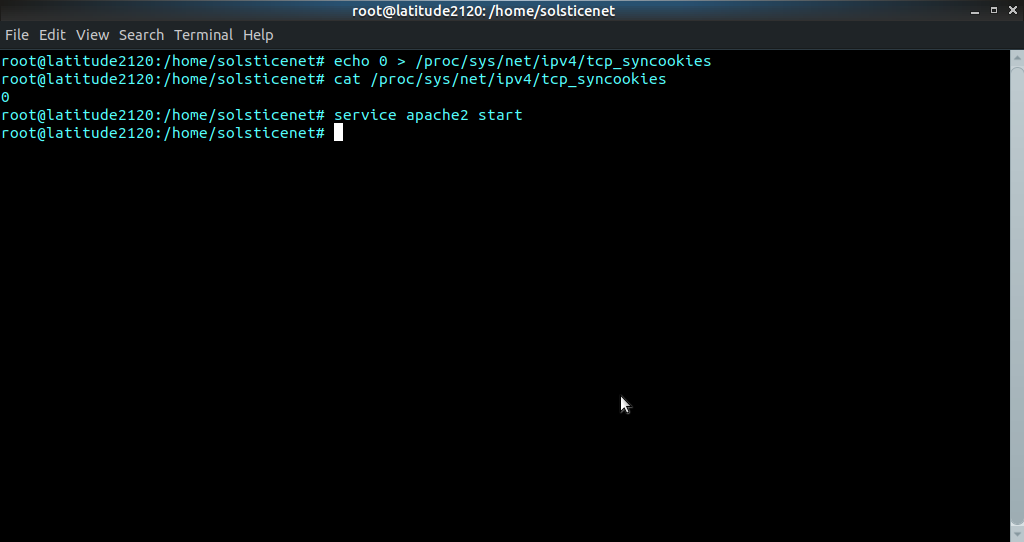 root@latitude2120: /home/solsticenet
File Edit View Search Terminal Help
root@latitude2120:/home/solsticenet# echo 0 > /proc/sys/net/ipv4/tcp_syncookies
root@latitude2120:/home/solsticenet# cat /proc/sys/net/ipv4/tcp_syncookies
0
root@latitude2120:/home/solsticenet# service apache2 start
root@latitude2120:/home/solsticenet#